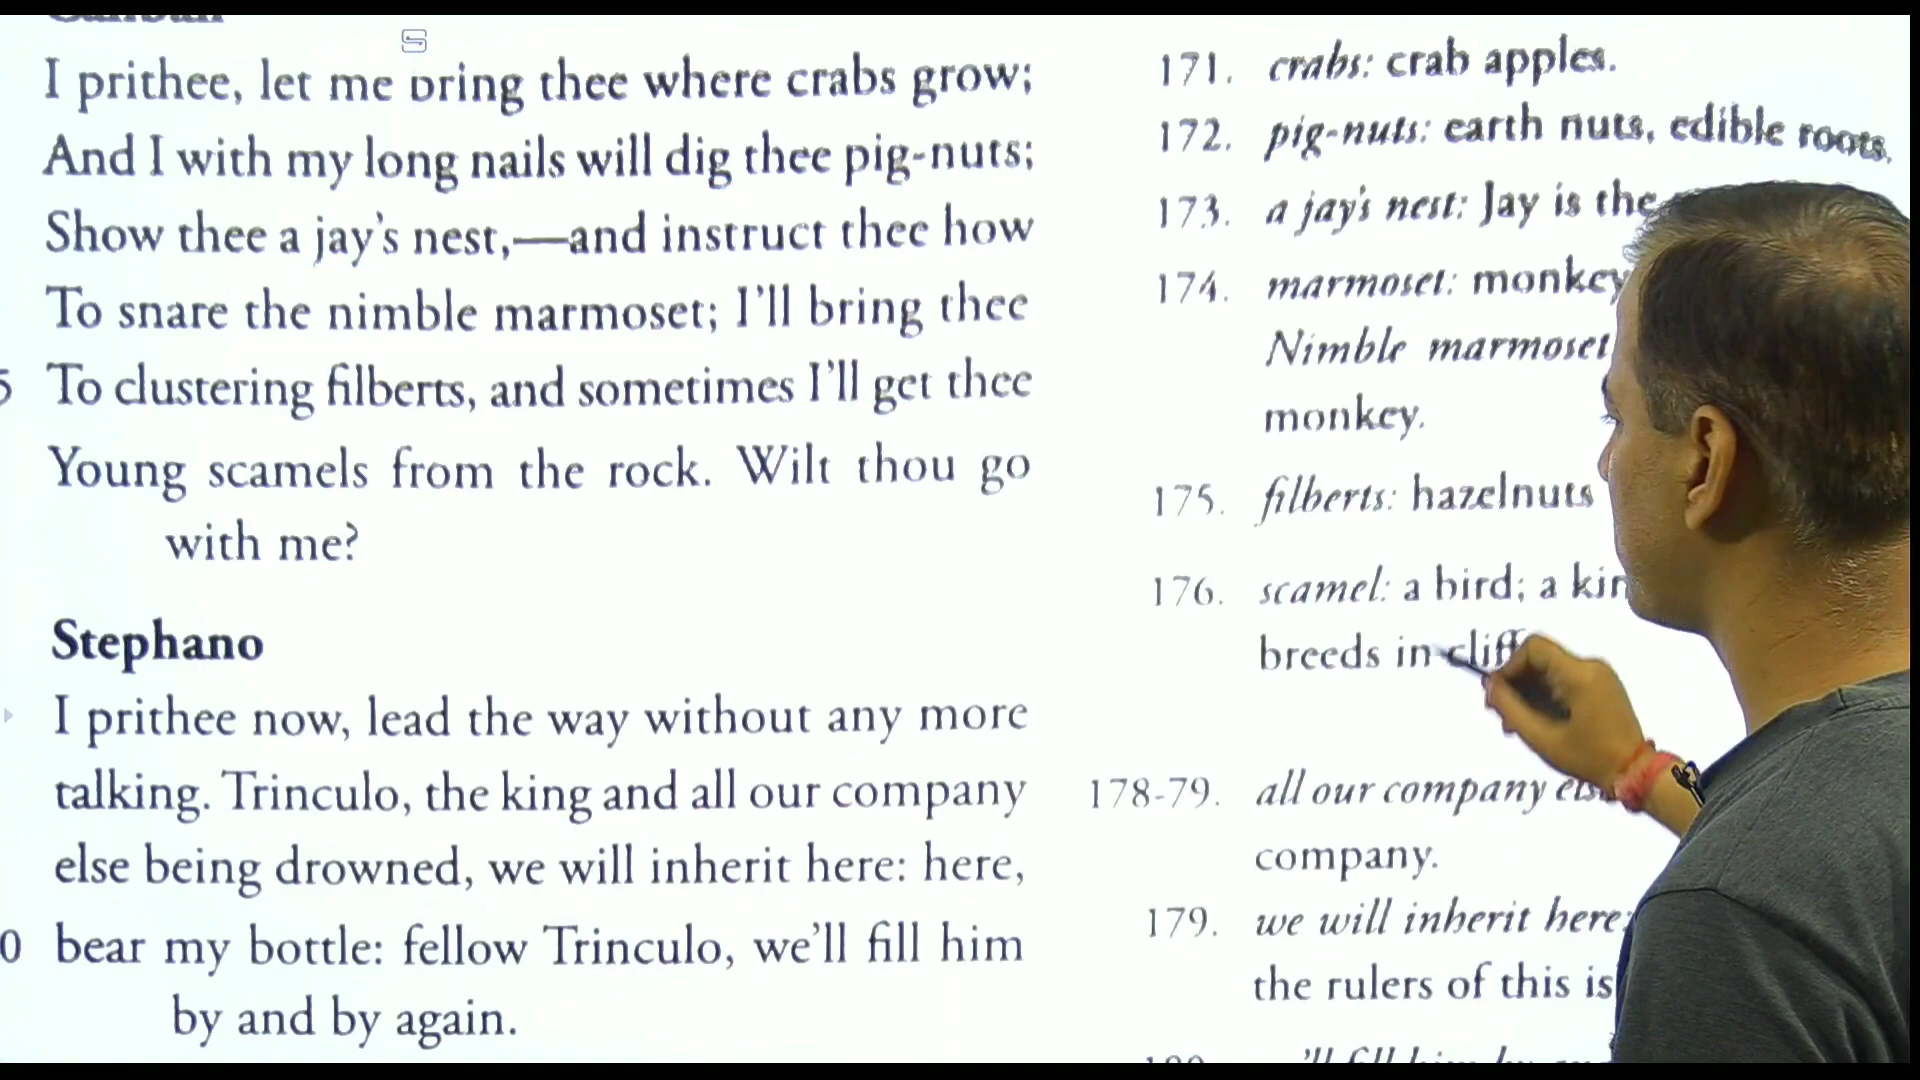 I prithee, let me bring thee where crabs grow;
And I with my long nails will dig thee pig-nuts;
Show thee a jay's nest,—and instruct thee how
To snare the nimble marmoset; I'll bring thee
5 To clustering filberts, and sometimes I'll get thee
Young scamels from the rock. Wilt thou go
with me?
Stephano
I prithee now, lead the way without any more
talking. Trinculo, the king and all our company
else being drowned, we will inherit here: here,
0 bear my bottle: fellow Trinculo, we'll fill him
by and by again.
171. crabs: crab apples.
172. pig-nuts: earth nuts, edible roots,
173. a jay's nest: Jay is the
174. marmoset: monkey
Nimble marmoset
monkey.
175. filberts: hazelnuts
176. scamel: a bird; a
breeds in
178-79. all our company
company.
179. we will inherit here:
the rulers of this